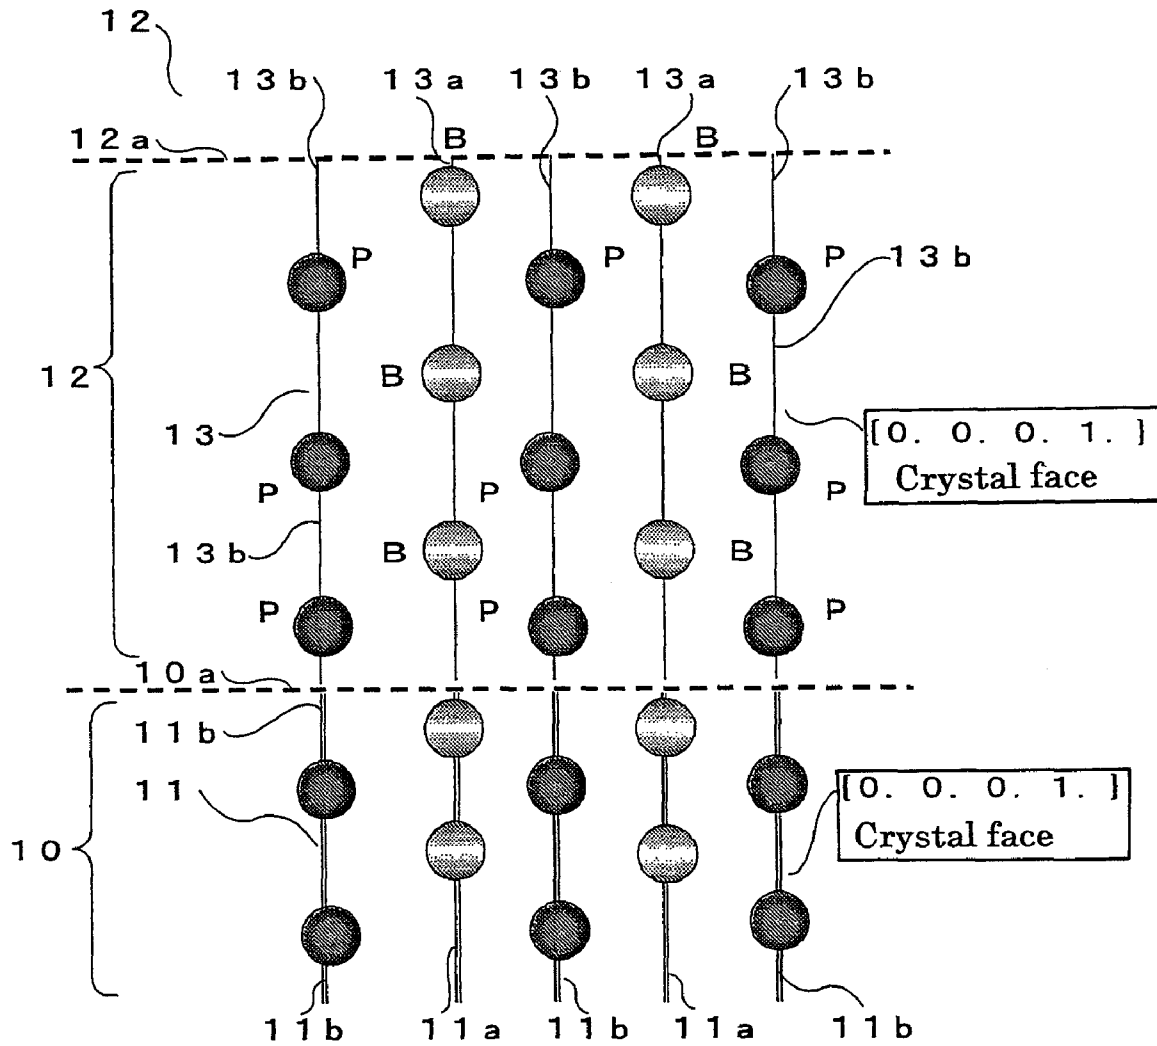 12
13b 13a 13b 13a 13b
12a B B
P P P 13b
12 B B
13 [0. 0. 0. 1. ]
Crystal face
P P P
13b B B
P P P
10a
11b
11 [0. 0. 0. 1. ]
Crystal face
10
11b 11a 11b 11a 11b